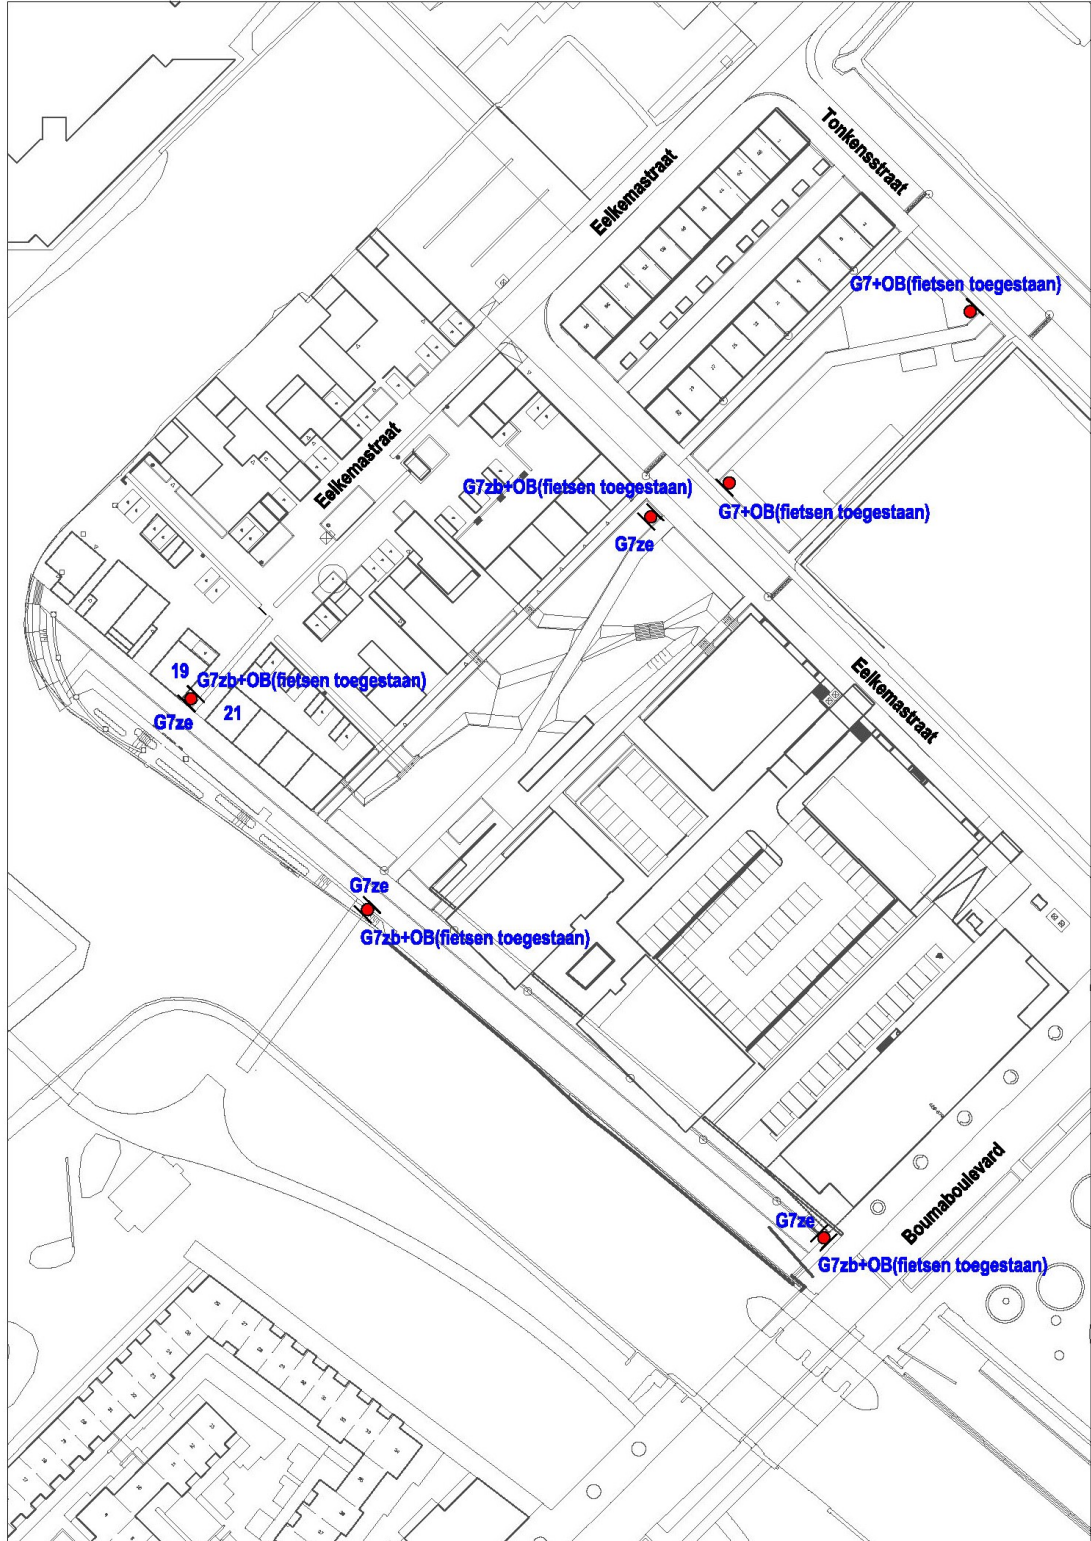 Tonkensstraat
Eelkemastraat
G7+OB(fietsen toegestaan)
Eelkemastraat
G7zb+OB(fietsen toegestaan)
G7+OB(fietsen toegestaan)
G7ze
19
G7zb+OB(fietsen toegestaan)
21
G7ze
Eelkemastraat
G7ze
G7zb+OB(fietsen toegestaan)
Boumaboulevard
G7ze
G7zb+OB(fietsen toegestaan)